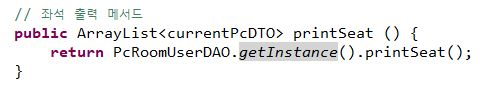 // 좌석 출력 메서드
public ArrayList<currentPcDTO> printSeat () {
return PcRoomUserDAO.getInstance().printSeat();
}